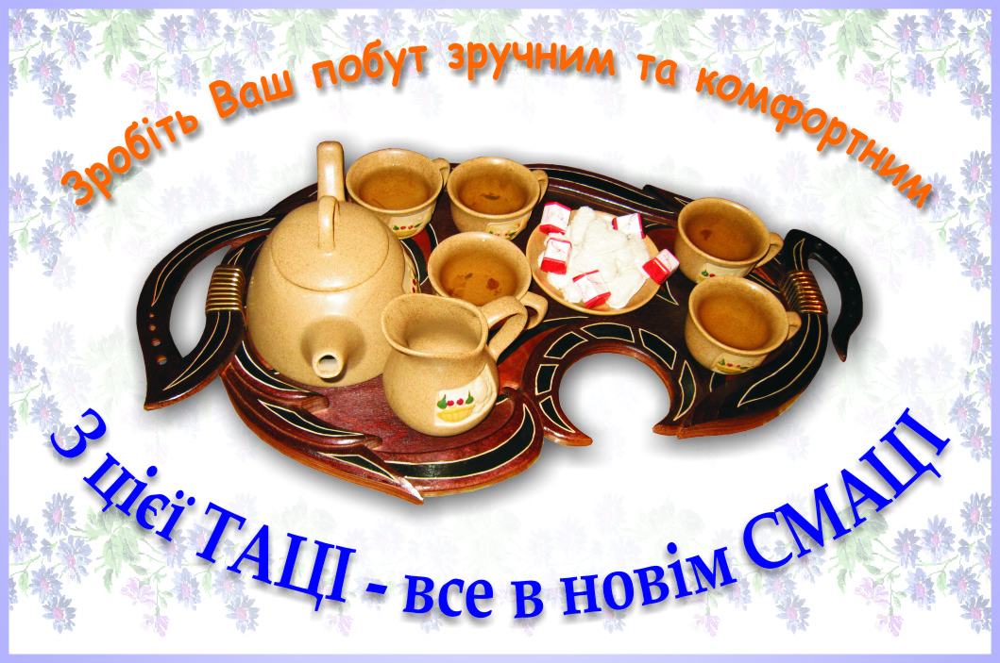 Зробіть Ваш побут зручним та комфортним
З цієї ТАЦІ - все в новім СМАЦІ